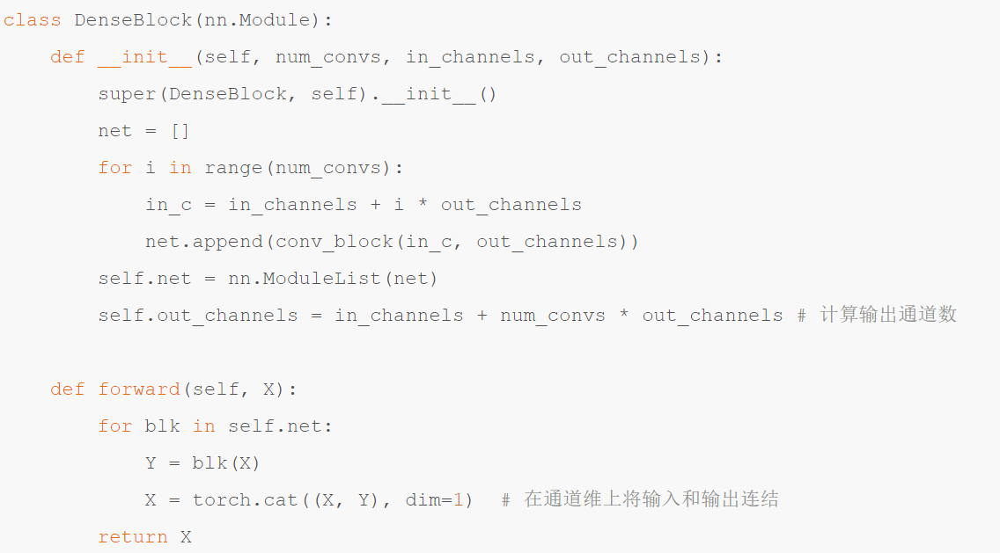 class DenseBlock(nn.Module):
    def __init__(self, num_convs, in_channels, out_channels):
        super(DenseBlock, self).__init__()
        net = []
        for i in range(num_convs):
            in_c = in_channels + i * out_channels
            net.append(conv_block(in_c, out_channels))
        self.net = nn.ModuleList(net)
        self.out_channels = in_channels + num_convs * out_channels # 计算输出通道数

    def forward(self, X):
        for blk in self.net:
            Y = blk(X)
            X = torch.cat((X, Y), dim=1)  # 在通道维上将输入和输出连结
        return X